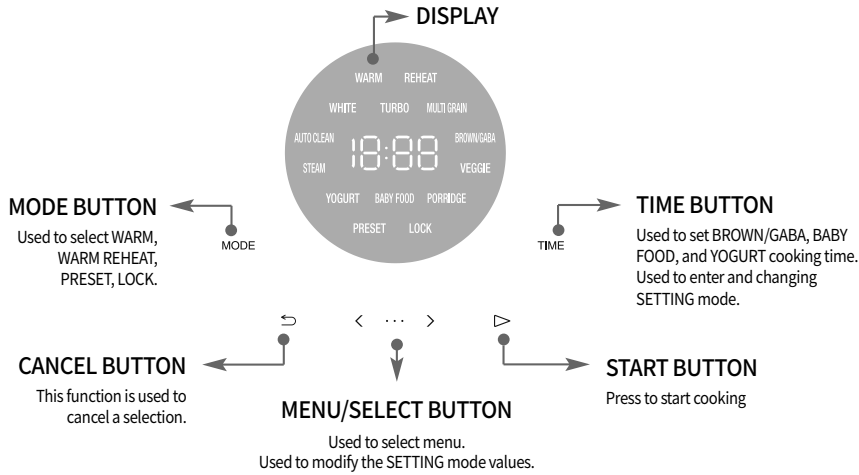 DISPLAY
WARM REHEAT
WHITE TURBO MULTI GRAIN
AUTO CLEAN 18:88 BROWN/GABA
STEAM VEGGIE
YOGURT BABY FOOD PORRIDGE
PRESET LOCK
MODE BUTTON
Used to select WARM,
WARM REHEAT,
PRESET, LOCK.
MODE
TIME
TIME BUTTON
Used to set BROWN/GABA, BABY
FOOD, and YOGURT cooking time.
Used to enter and changing
SETTING mode.
CANCEL BUTTON
This function is used to
cancel a selection.
MENU/SELECT BUTTON
Used to select menu.
Used to modify the SETTING mode values.
START BUTTON
Press to start cooking